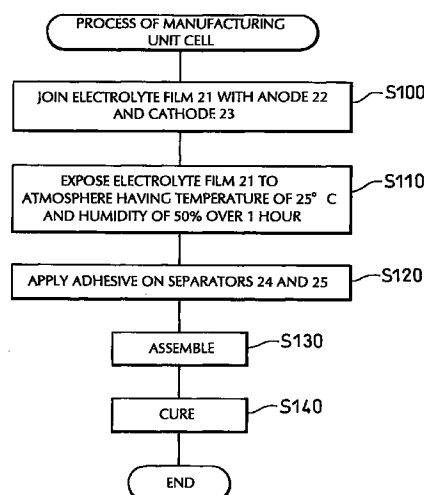 PROCESS OF MANUFACTURING
UNIT CELL
JOIN ELECTROLYTE FILM 21 WITH ANODE 22
AND CATHODE 23
S100
EXPOSE ELECTROLYTE FILM 21 TO
ATMOSPHERE HAVING TEMPERATURE OF 25° C
AND HUMIDITY OF 50% OVER 1 HOUR
S110
APPLY ADHESIVE ON SEPARATORS 24 AND 25
S120
ASSEMBLE
S130
CURE
S140
END